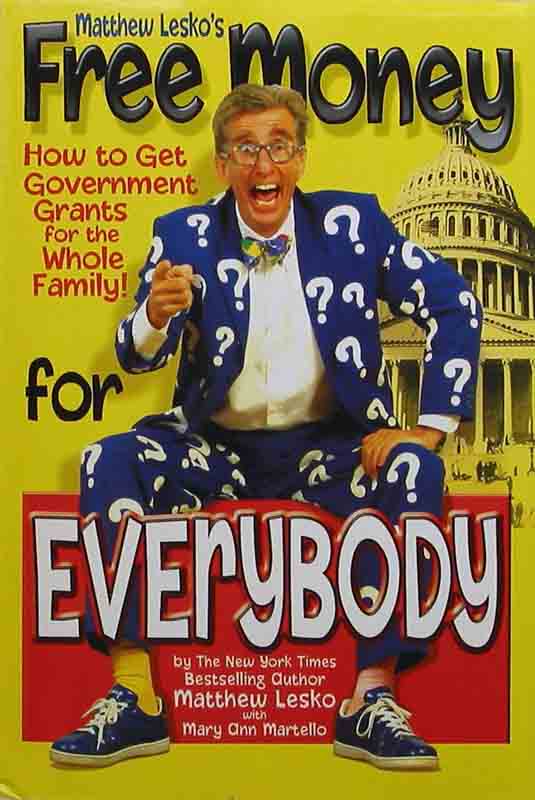 Matthew Lesko's
Free Money
How to Get
Government
Grants
for the
Whole
Family!
for
EVERYBODY
by The New York Times
Bestselling Author
Matthew Lesko
with
Mary Ann Martello